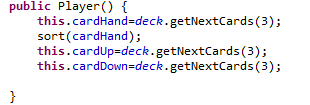 public Player() {
this.cardHand=deck.getNextCards(3);
sort(cardHand);
this.cardUp=deck.getNextCards(3);
this.cardDown=deck.getNextCards(3);
}